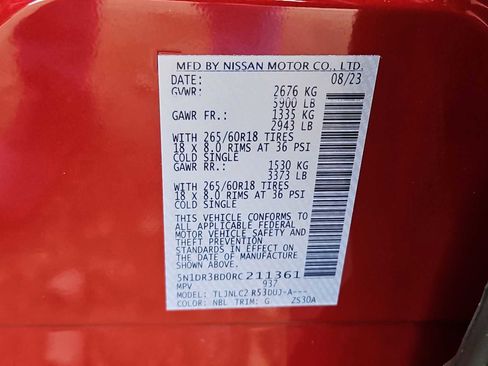 MFD BY NISSAN MOTOR CO., LTD.
DATE: 08/23
GVWR: 2676 KG
5900 LB
GAWR FR.: 1335 KG
2943 LB
WITH 265/60R18 TIRES
18 x 8.0 RIMS AT 36 PSI
COLD SINGLE
GAWR RR.: 1530 KG
3373 LB
WITH 265/60R18 TIRES
18 x 8.0 RIMS AT 36 PSI
COLD SINGLE
THIS VEHICLE CONFORMS TO
ALL APPLICABLE FEDERAL
MOTOR VEHICLE SAFETY AND
THEFT PREVENTION
STANDARDS IN EFFECT ON
THE DATE OF MANUFACTURE
SHOWN ABOVE.
5N1DR3BD0RC211361
MPV 937
MODEL: TLJNLC2 R53DUJ-A---
COLOR: NBL TRIM: G ZS30A